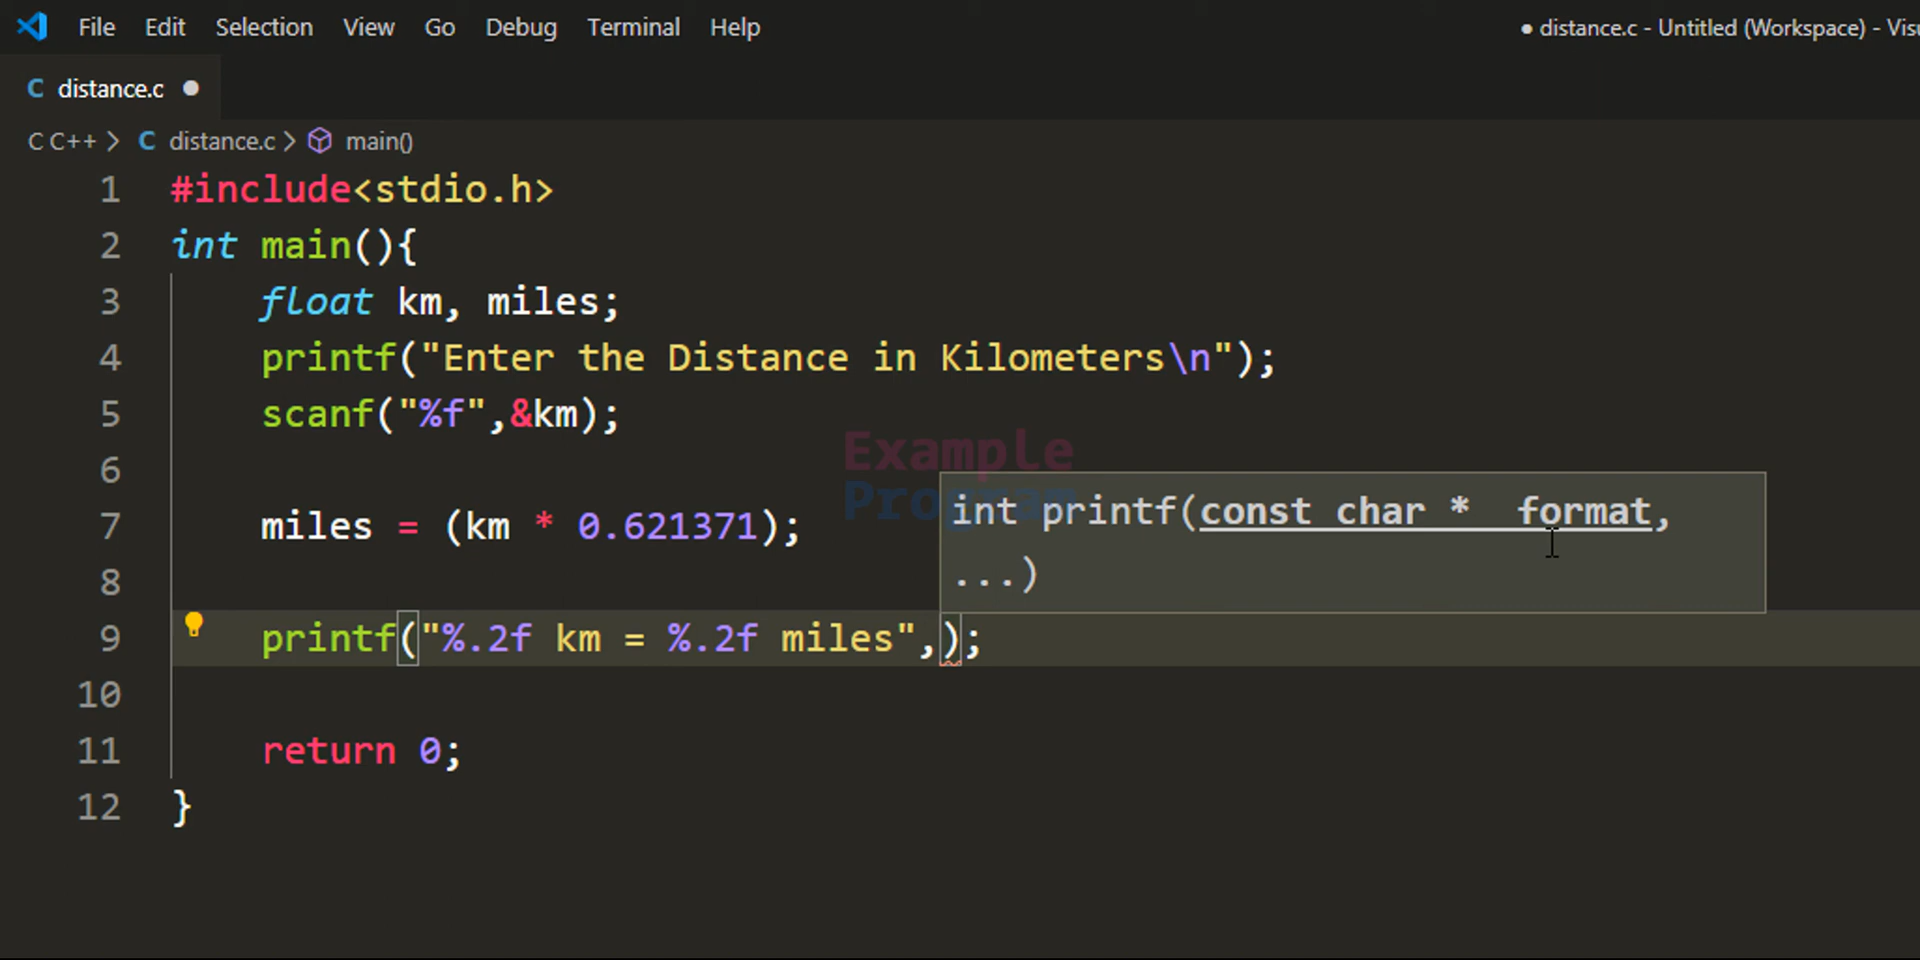 File Edit Selection View Go Debug Terminal Help
● distance.c - Untitled (Workspace) - Visu
C distance.c ●
C C++ > C distance.c > main()
1 #include<stdio.h>
2 int main(){
3 float km, miles;
4 printf("Enter the Distance in Kilometers\n");
5 scanf("%f",&km);
Example
6
Program
int printf(const char * format,
7 miles = (km * 0.621371);
...)
8
9 printf("%.2f km = %.2f miles",);
10
11 return 0;
12 }